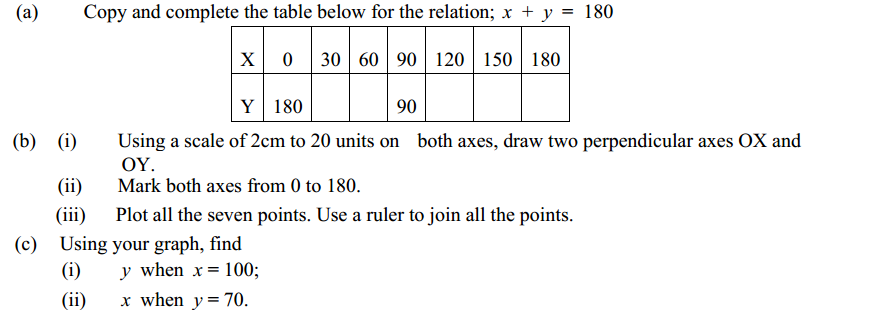 (a) Copy and complete the table below for the relation; x + y = 180
X 0 30 60 90 120 150 180
Y 180 90
(b) (i) Using a scale of 2cm to 20 units on both axes, draw two perpendicular axes OX and
OY.
(ii) Mark both axes from 0 to 180.
(iii) Plot all the seven points. Use a ruler to join all the points.
(c) Using your graph, find
(i) y when x = 100;
(ii) x when y = 70.